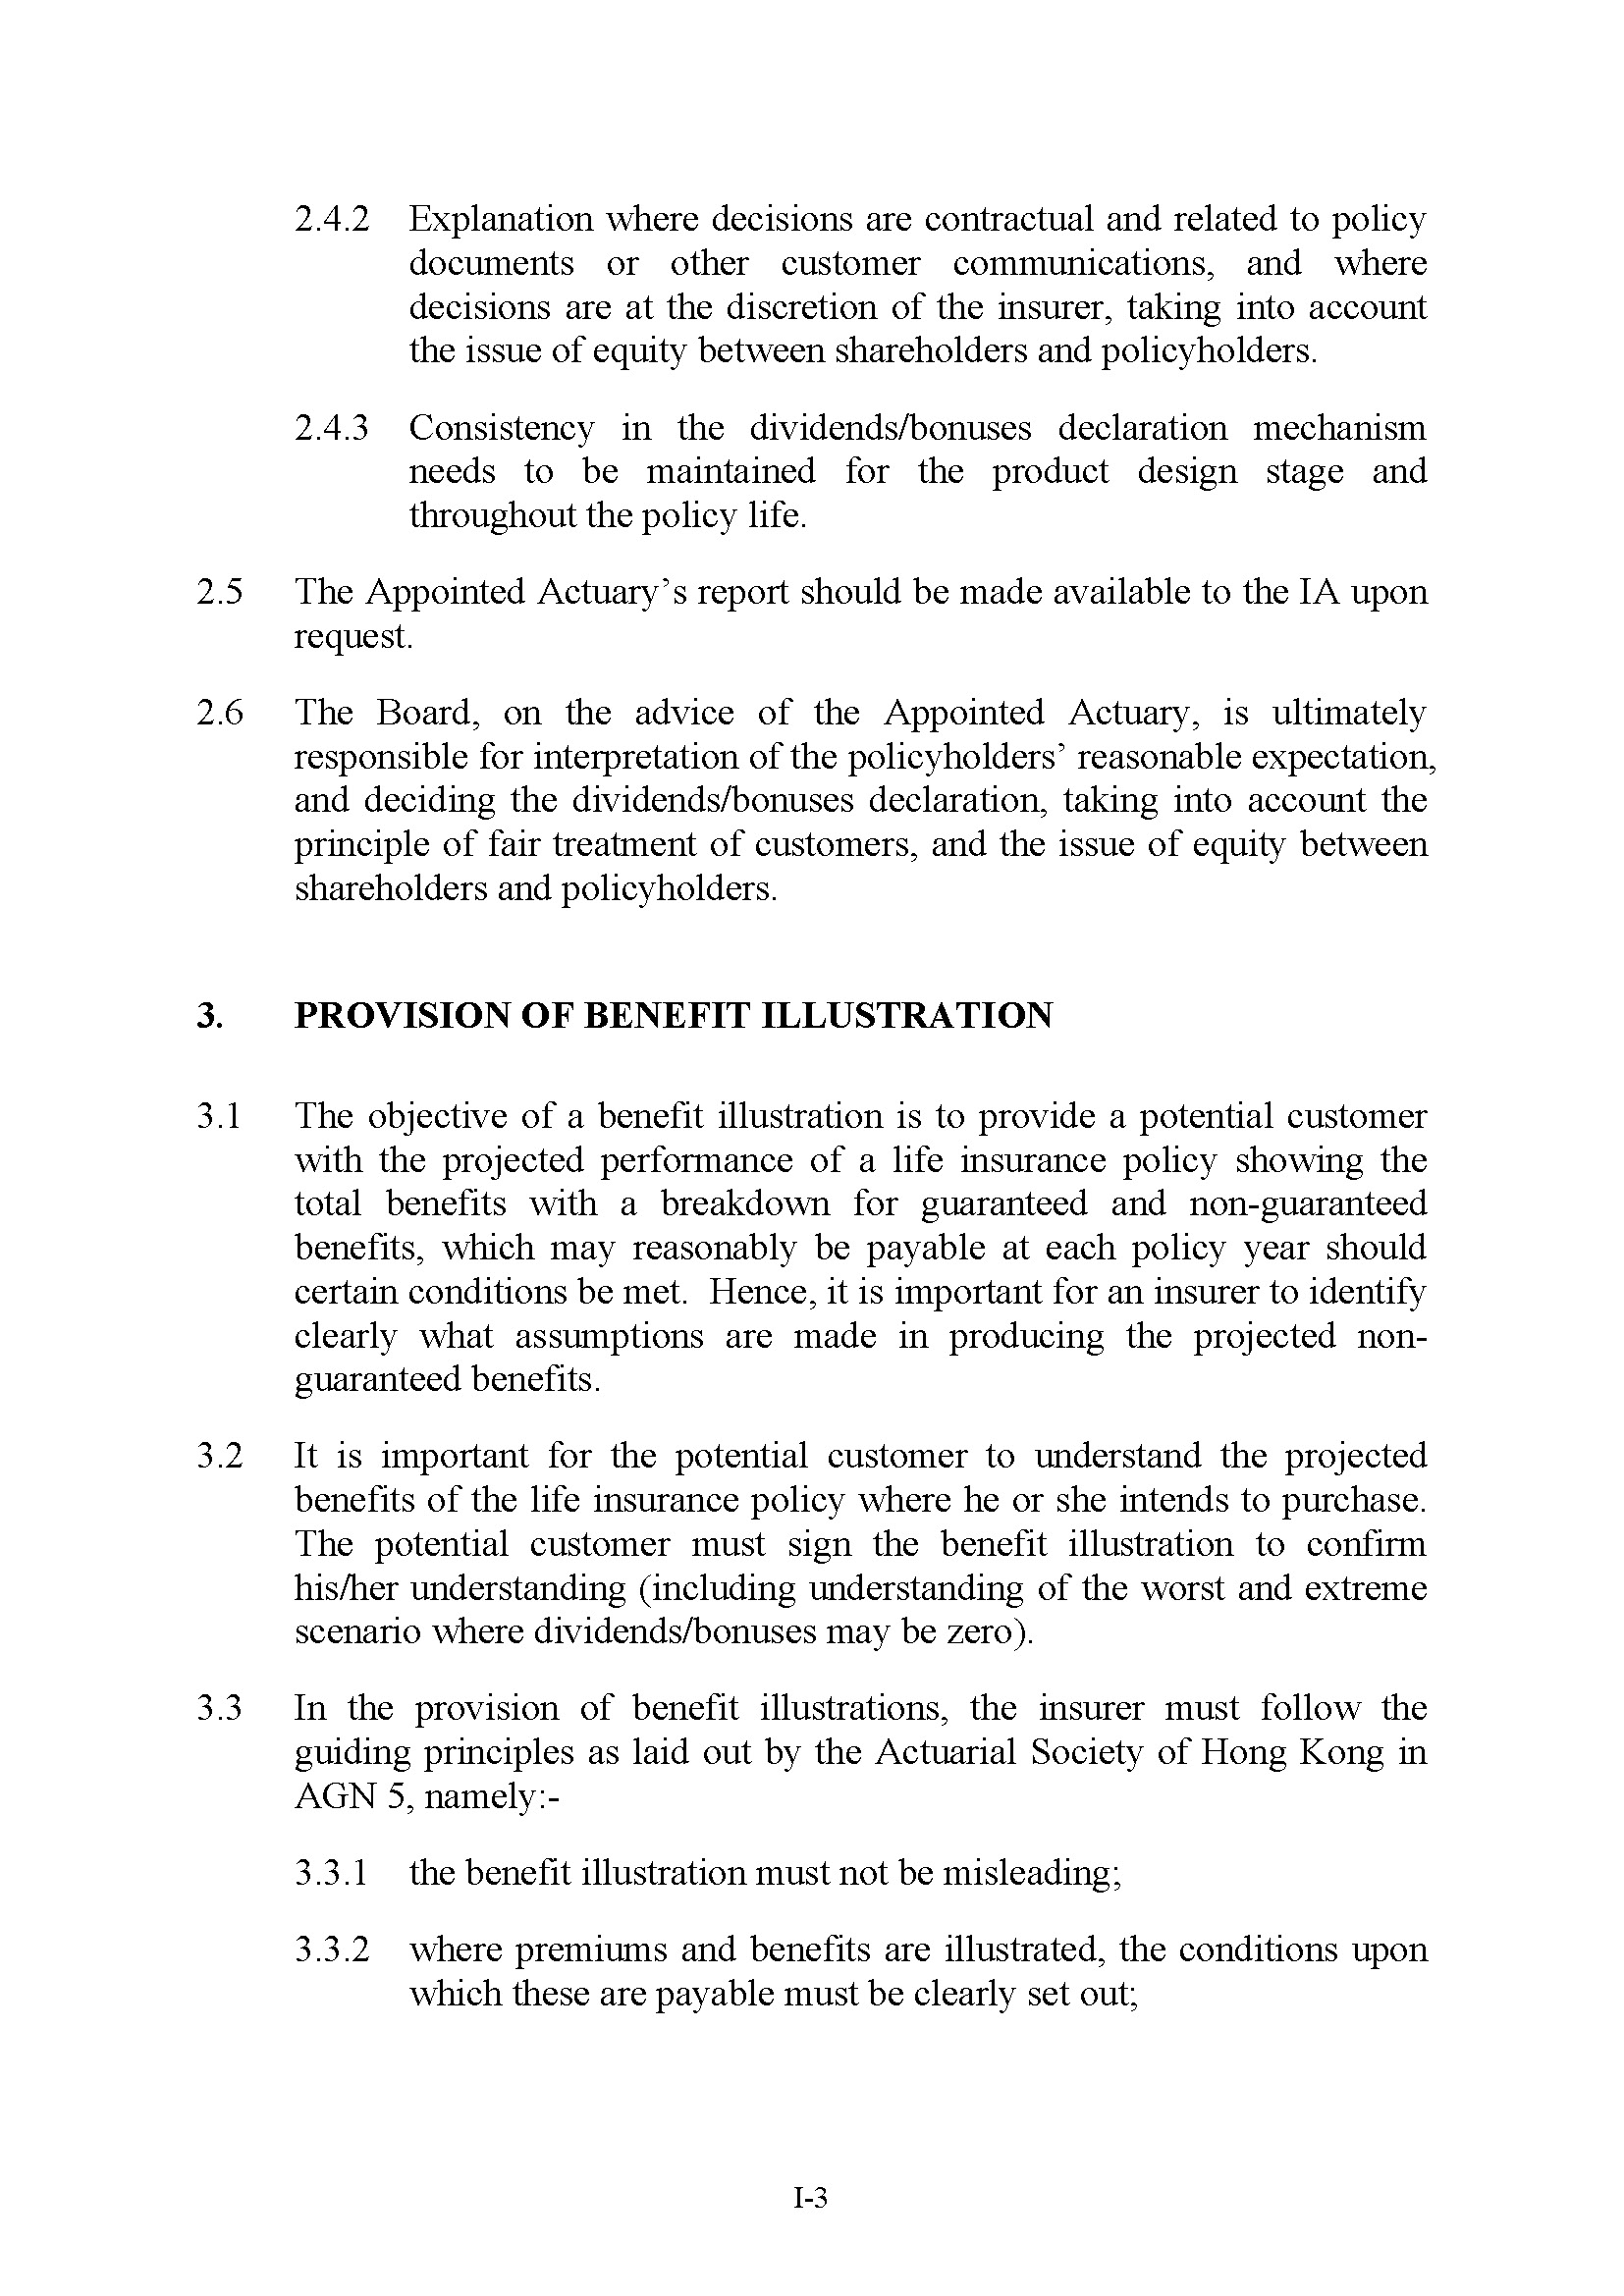 2.4.2 Explanation where decisions are contractual and related to policy
documents or other customer communications, and where
decisions are at the discretion of the insurer, taking into account
the issue of equity between shareholders and policyholders.
2.4.3 Consistency in the dividends/bonuses declaration mechanism
needs to be maintained for the product design stage and
throughout the policy life.
2.5 The Appointed Actuary’s report should be made available to the IA upon
request.
2.6 The Board, on the advice of the Appointed Actuary, is ultimately
responsible for interpretation of the policyholders’ reasonable expectation,
and deciding the dividends/bonuses declaration, taking into account the
principle of fair treatment of customers, and the issue of equity between
shareholders and policyholders.
3. PROVISION OF BENEFIT ILLUSTRATION
3.1 The objective of a benefit illustration is to provide a potential customer
with the projected performance of a life insurance policy showing the
total benefits with a breakdown for guaranteed and non-guaranteed
benefits, which may reasonably be payable at each policy year should
certain conditions be met. Hence, it is important for an insurer to identify
clearly what assumptions are made in producing the projected non-
guaranteed benefits.
3.2 It is important for the potential customer to understand the projected
benefits of the life insurance policy where he or she intends to purchase.
The potential customer must sign the benefit illustration to confirm
his/her understanding (including understanding of the worst and extreme
scenario where dividends/bonuses may be zero).
3.3 In the provision of benefit illustrations, the insurer must follow the
guiding principles as laid out by the Actuarial Society of Hong Kong in
AGN 5, namely:-
3.3.1 the benefit illustration must not be misleading;
3.3.2 where premiums and benefits are illustrated, the conditions upon
which these are payable must be clearly set out;
I-3